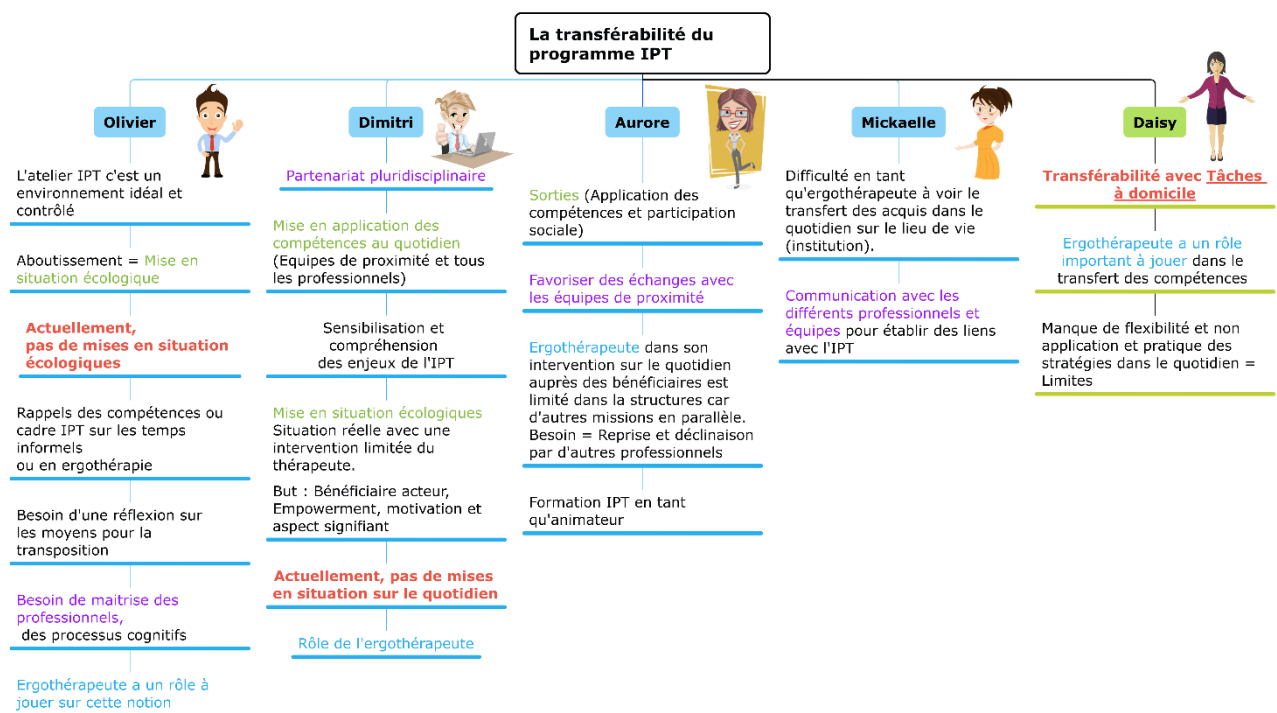 La transférabilité du
programme IPT
Olivier
L'atelier IPT c'est un
environnement idéal et
contrôlé
Aboutissement = Mise en
situation écologique
Actuellement,
pas de mises en situation
écologiques
Rappels des compétences ou
cadre IPT sur les temps
informels
ou en ergothérapie
Besoin d'une réflexion sur
les moyens pour la
transposition
Besoin de maitrise des
professionnels,
des processus cognitifs
Ergothérapeute a un rôle à
jouer sur cette notion
Dimitri
Partenariat pluridisciplinaire
Mise en application des
compétences au quotidien
(Equipes de proximité et tous
les professionnels)
Sensibilisation et
compréhension
des enjeux de l'IPT
Mise en situation écologiques
Situation réelle avec une
intervention limitée du
thérapeute.
But : Bénéficiaire acteur,
Empowerment, motivation et
aspect signifiant
Actuellement, pas de mises
en situation sur le quotidien
Rôle de l'ergothérapeute
Aurore
Sorties (Application des
compétences et participation
sociale)
Favoriser des échanges avec
les équipes de proximité
Ergothérapeute dans son
intervention sur le quotidien
auprès des bénéficiaires est
limité dans la structures car
d'autres missions en parallèle.
Besoin = Reprise et déclinaison
par d'autres professionnels
Formation IPT en tant
qu'animateur
Mickaelle
Difficulté en tant
qu'ergothérapeute à voir le
transfert des acquis dans le
quotidien sur le lieu de vie
(institution).
Communication avec les
différents professionnels et
équipes pour établir des liens
avec l'IPT
Daisy
Transférabilité avec Tâches
à domicile
Ergothérapeute a un rôle
important à jouer dans le
transfert des compétences
Manque de flexibilité et non
application et pratique des
stratégies dans le quotidien =
Limites